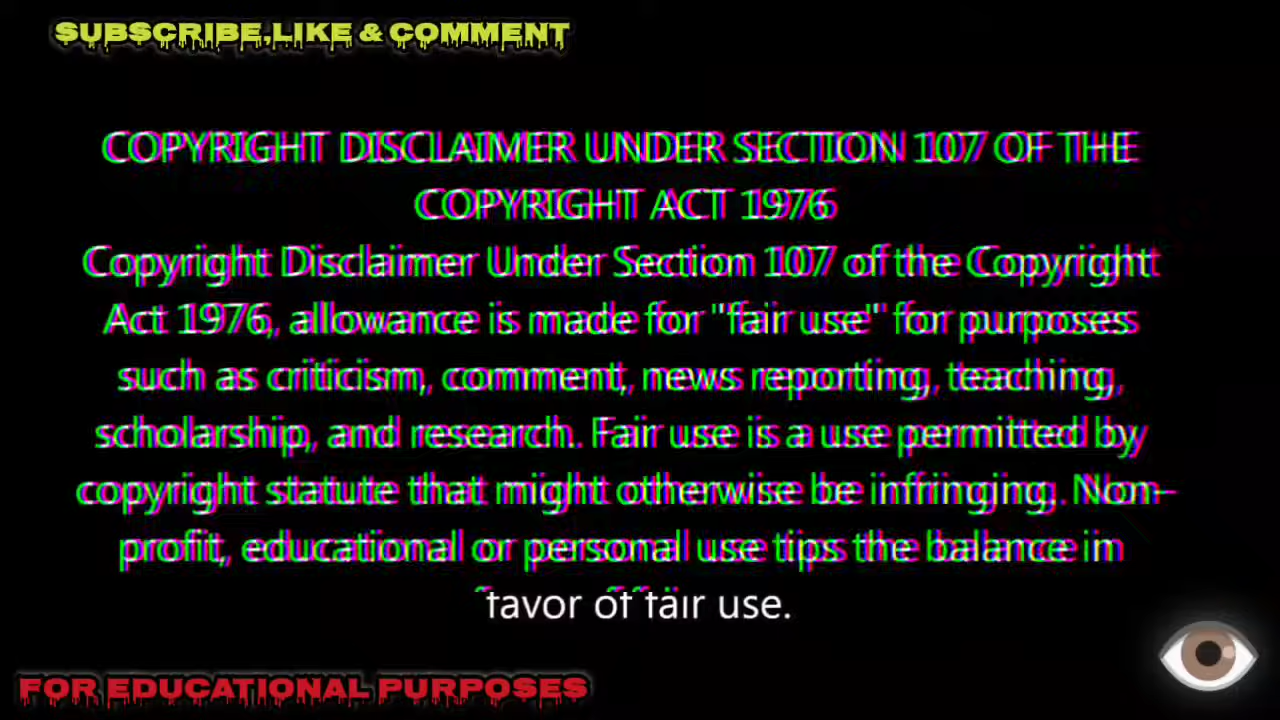 SUBSCRIBE,LIKE & COMMENT
COPYRIGHT DISCLAIMER UNDER SECTION 107 OF THE
COPYRIGHT ACT 1976
Copyright Disclaimer Under Section 107 of the Copyright
Act 1976, allowance is made for "fair use" for purposes
such as criticism, comment, news reporting, teaching,
scholarship, and research. Fair use is a use permitted by
copyright statute that might otherwise be infringing. Non-
profit, educational or personal use tips the balance in
favor of fair use.
FOR EDUCATIONAL PURPOSES